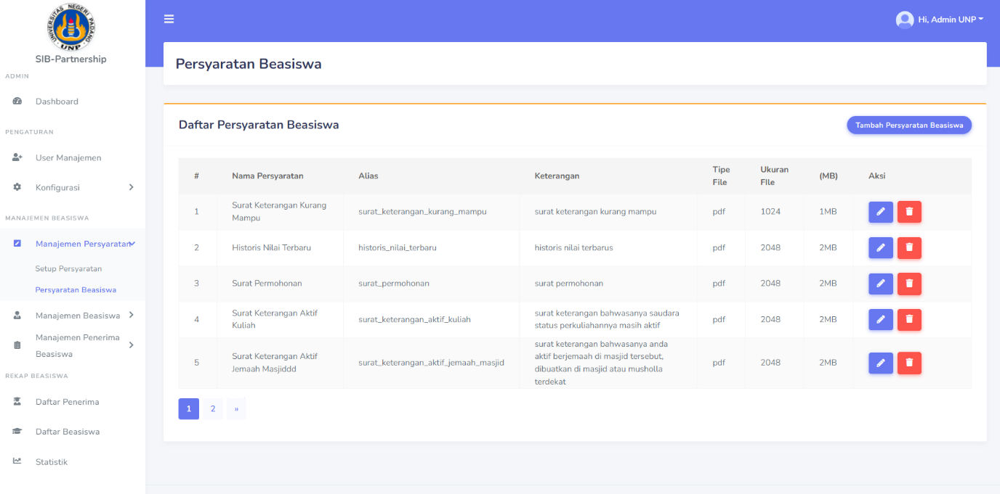 UNIVERSITAS NEGERI PADANG
UNP
SIB-Partnership
ADMIN
Dashboard
PENGATURAN
User Manajemen
Konfigurasi
MANAJEMEN BEASISWA
Manajemen Persyaratan
Setup Persyaratan
Persyaratan Beasiswa
Manajemen Beasiswa
Manajemen Penerima
Beasiswa
REKAP BEASISWA
Daftar Penerima
Daftar Beasiswa
Statistik
Hi, Admin UNP
Persyaratan Beasiswa
Daftar Persyaratan Beasiswa
Tambah Persyaratan Beasiswa
# Nama Persyaratan Alias Keterangan Tipe File Ukuran FIle (MB) Aksi
1 Surat Keterangan Kurang Mampu surat_keterangan_kurang_mampu surat keterangan kurang mampu pdf 1024 1MB
2 Historis Nilai Terbaru historis_nilai_terbaru historis nilai terbarus pdf 2048 2MB
3 Surat Permohonan surat_permohonan surat permohonan pdf 2048 2MB
4 Surat Keterangan Aktif Kuliah surat_keterangan_aktif_kuliah surat keterangan bahwasanya saudara status perkuliahannya masih aktif pdf 2048 2MB
5 Surat Keterangan Aktif Jemaah Masjiddd surat_keterangan_aktif_jemaah_masjid surat keterangan bahwasanya anda aktif berjemaah di masjid tersebut, dibuatkan di masjid atau musholla terdekat pdf 2048 2MB
1 2 »